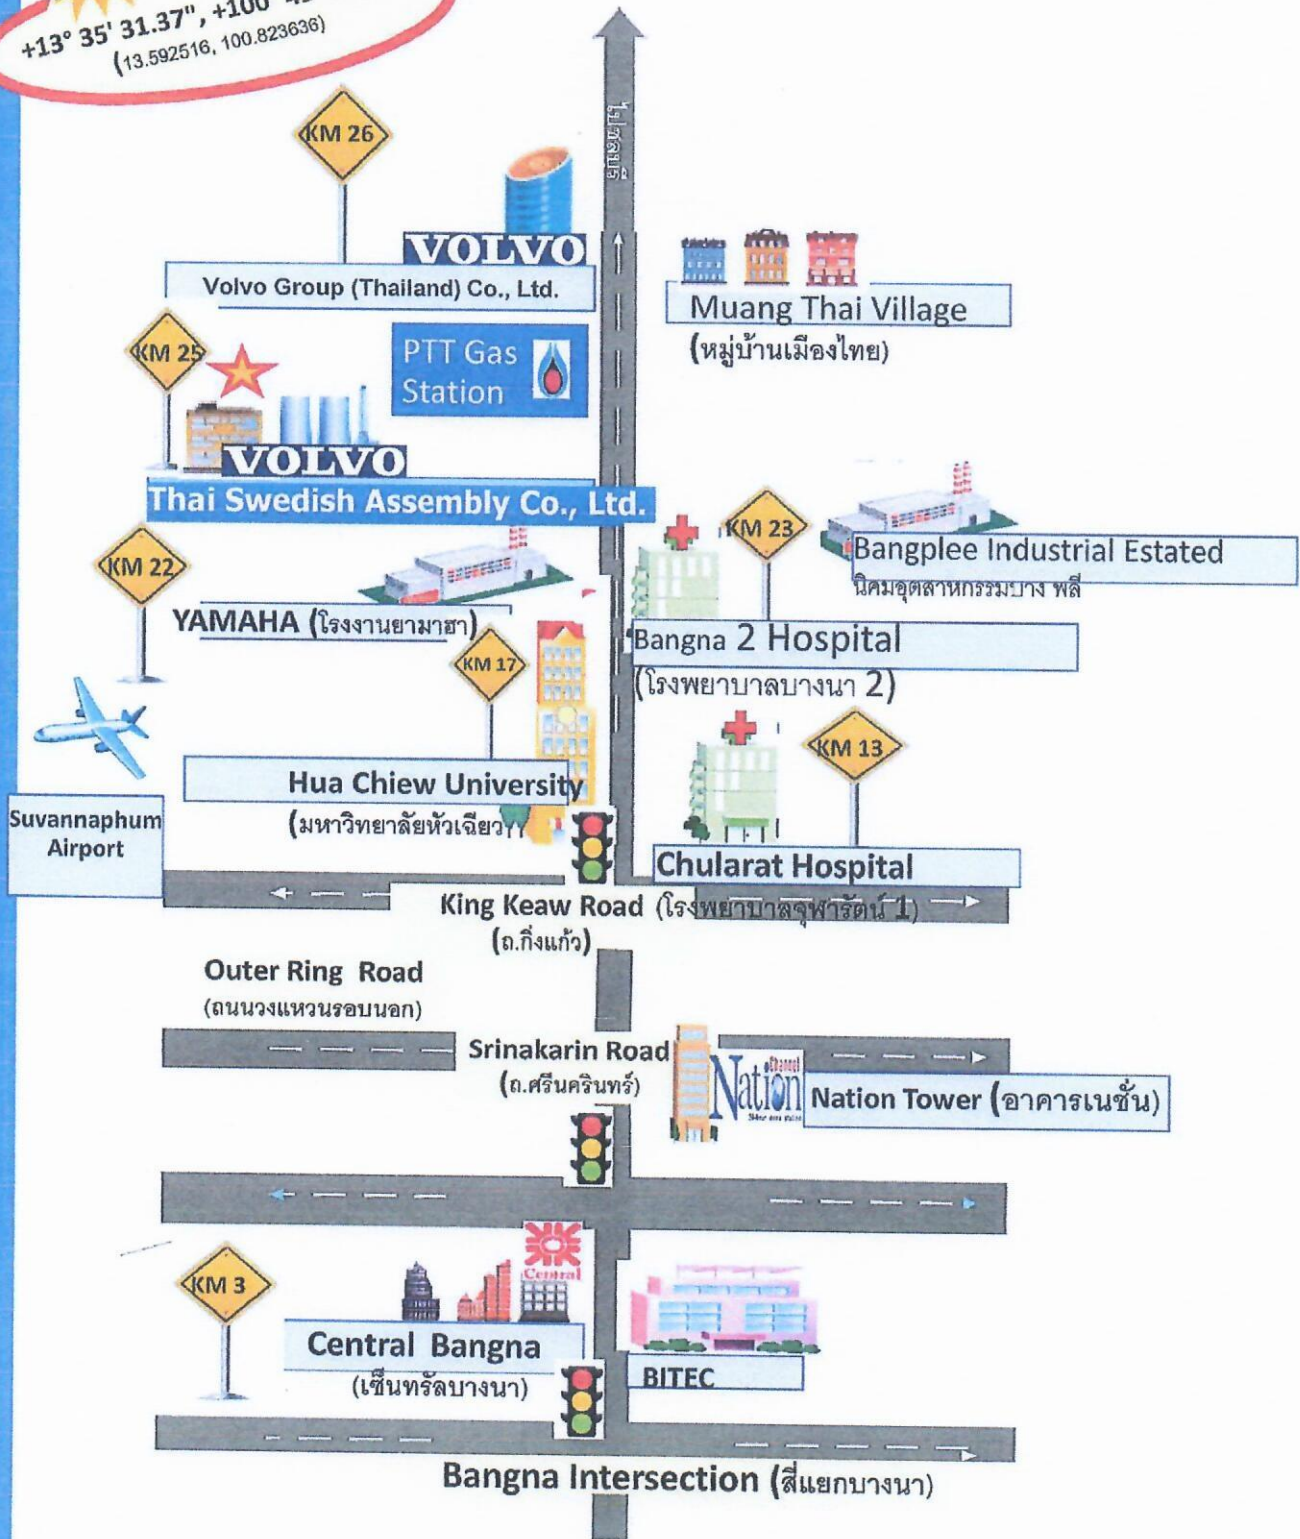 +13° 35' 31.37", +100°
(13.592516, 100.823636)
ไปชลบุรี
KM 26
VOLVO
Volvo Group (Thailand) Co., Ltd.
Muang Thai Village
(หมู่บ้านเมืองไทย)
KM 25
PTT Gas
Station
VOLVO
Thai Swedish Assembly Co., Ltd.
KM 23
Bangplee Industrial Estated
นิคมอุตสาหกรรมบาง พลี
KM 22
YAMAHA (โรงงานยามาฮา)
Bangna 2 Hospital
(โรงพยาบาลบางนา 2)
KM 17
KM 13
Hua Chiew University
(มหาวิทยาลัยหัวเฉียว
Suvannaphum
Airport
Chularat Hospital
(โรงพยาบาลจุฬารัตน์ 1)
King Keaw Road
(ถ.กิ่งแก้ว)
Outer Ring Road
(ถนนวงแหวนรอบนอก)
Srinakarin Road
(ถ.ศรีนครินทร์)
Nation
Channel
Nation Tower (อาคารเนชั่น)
KM 3
Central
Central Bangna
(เซ็นทรัลบางนา)
BITEC
Bangna Intersection (สี่แยกบางนา)